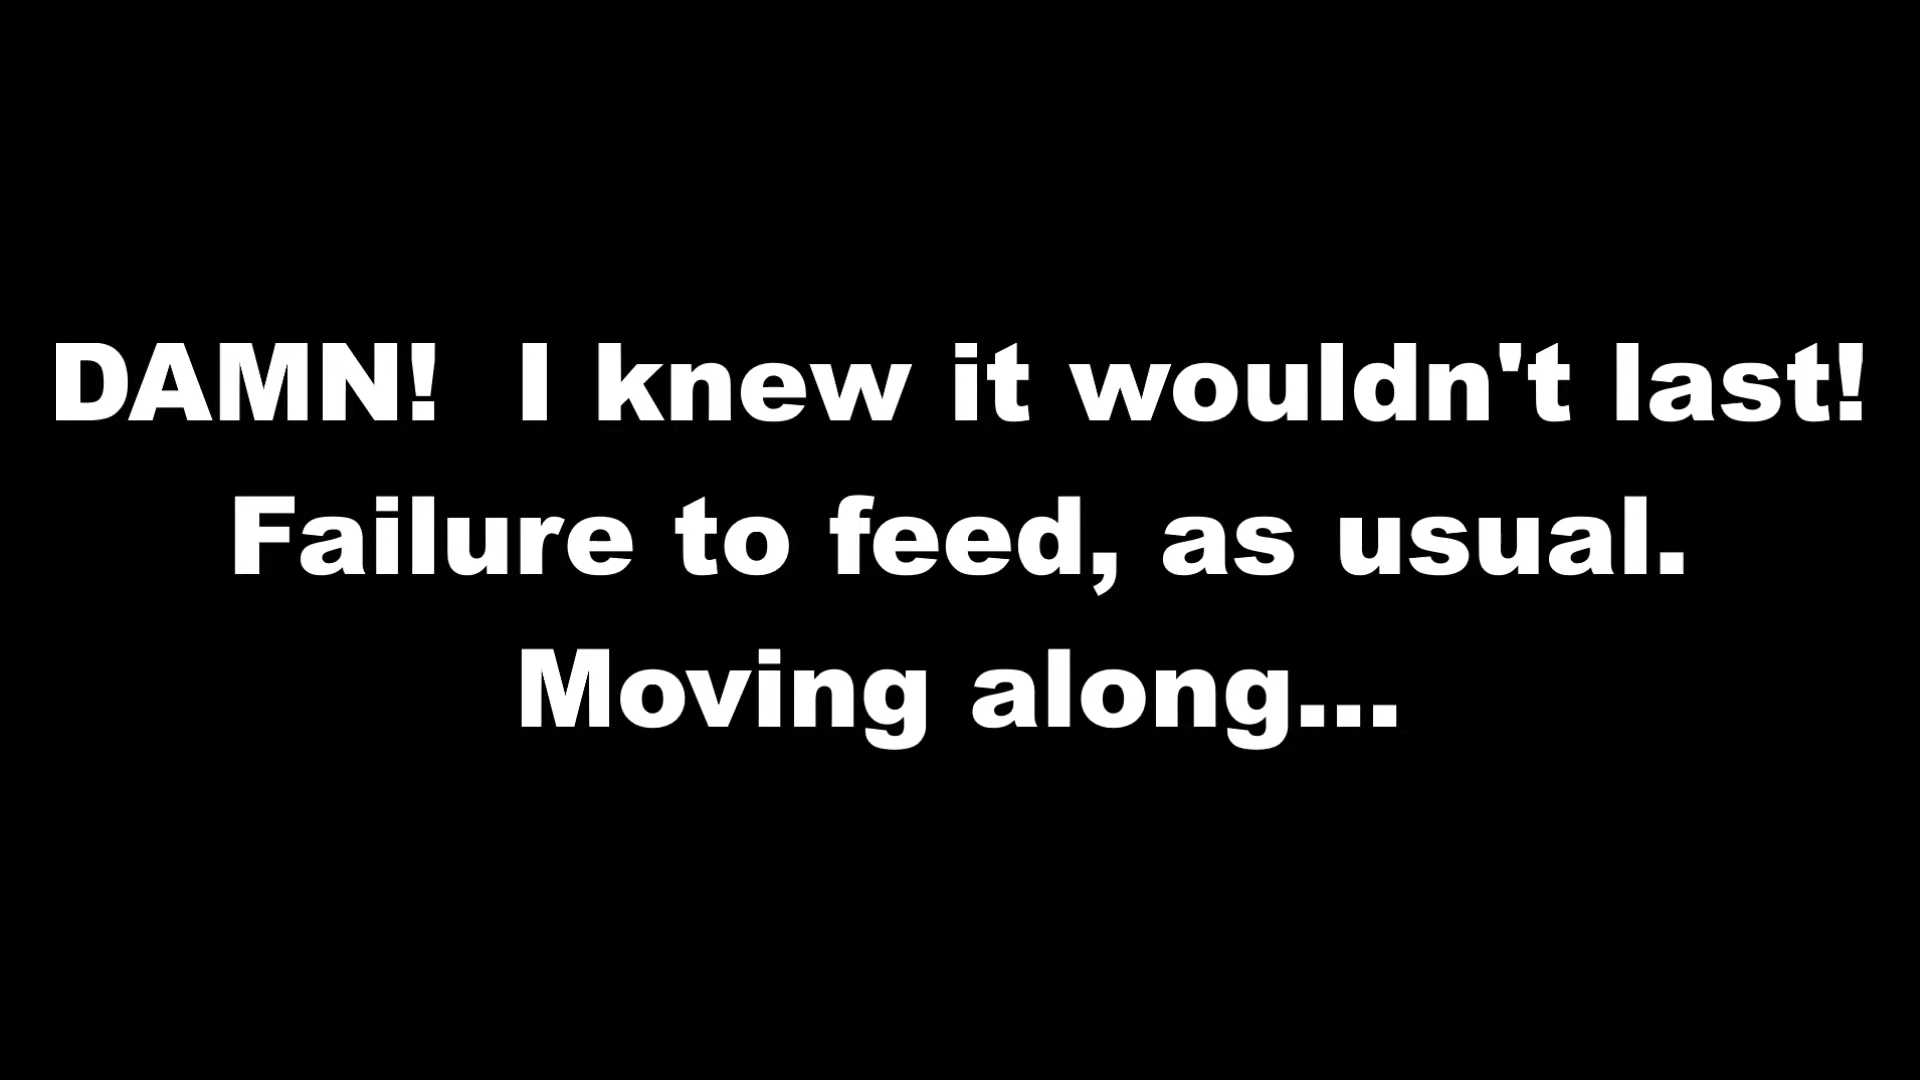 DAMN!  I knew it wouldn't last!
Failure to feed, as usual.
Moving along...